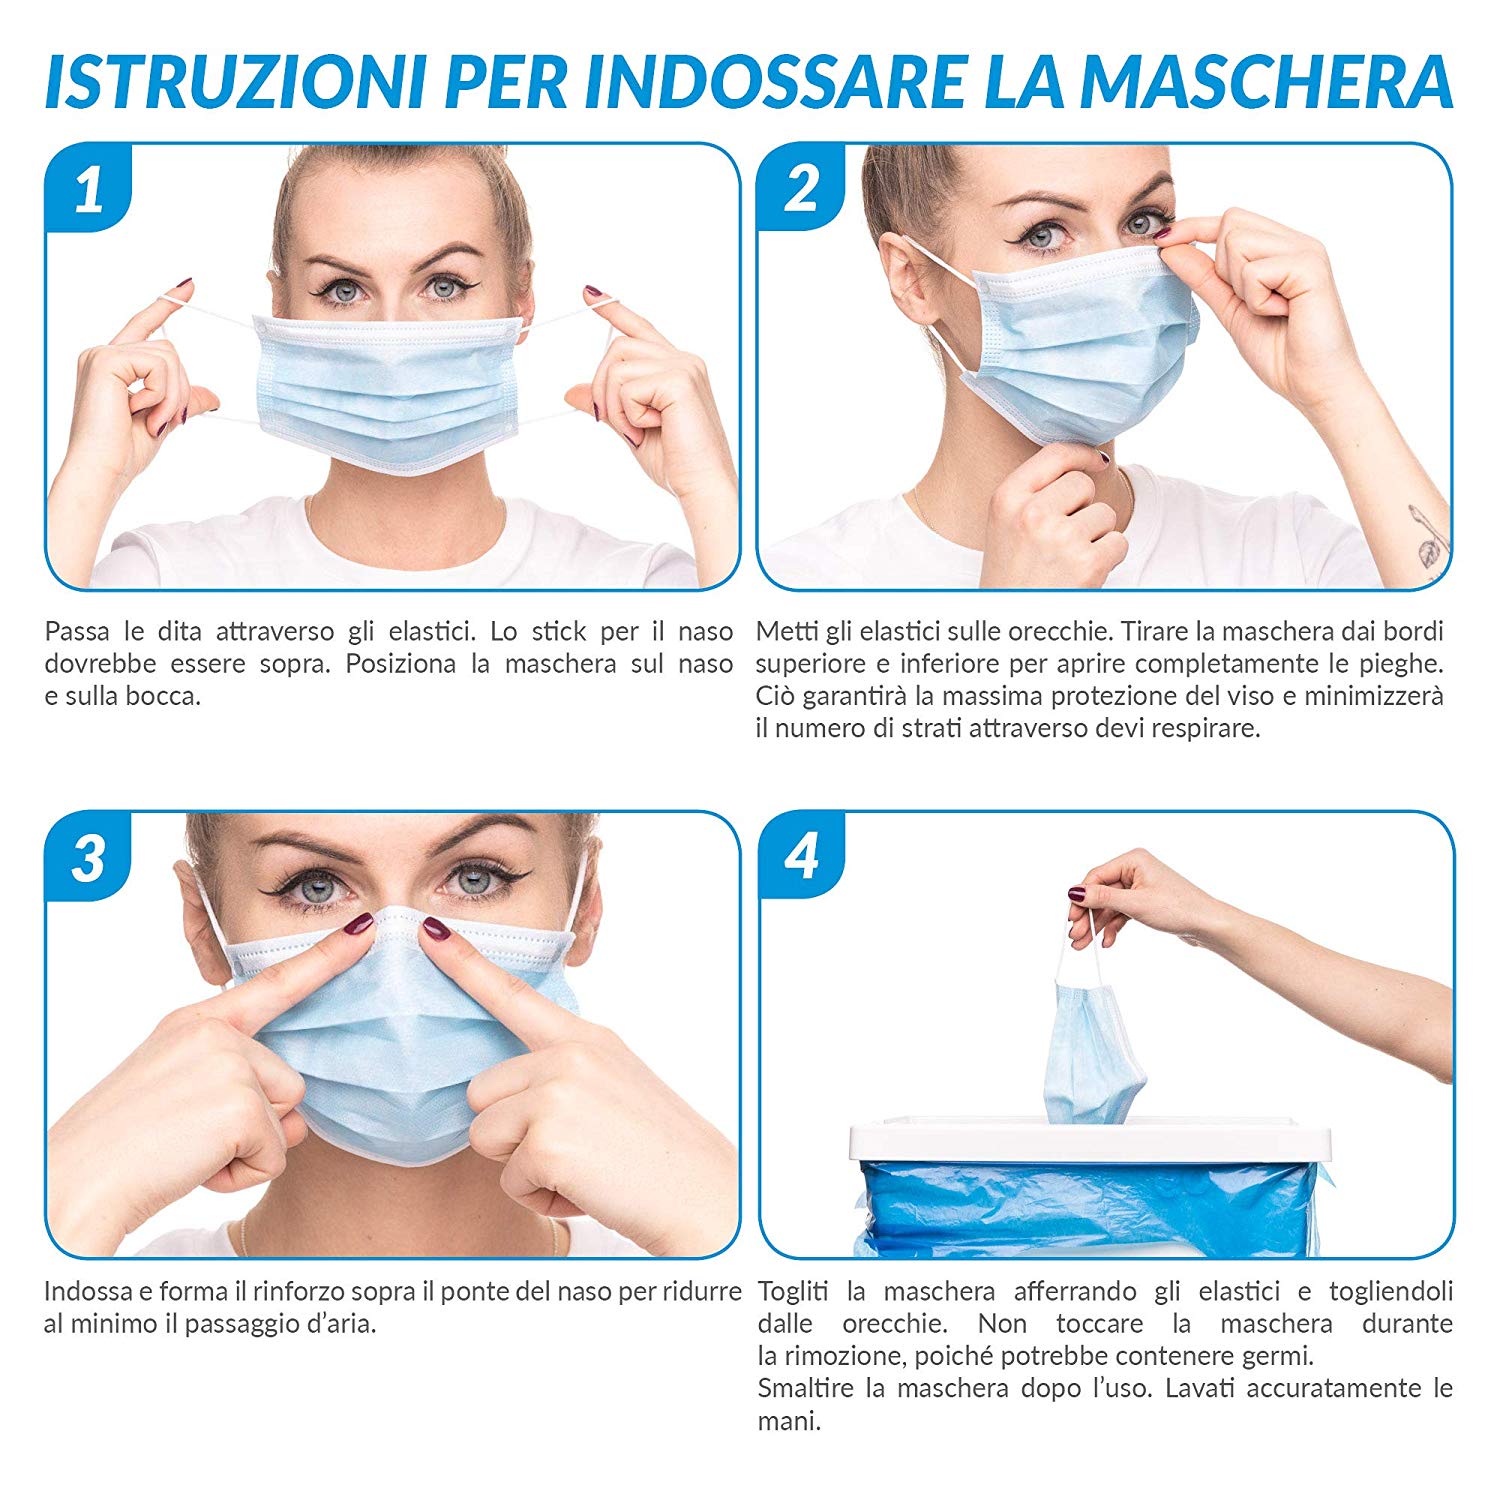 ISTRUZIONI PER INDOSSARE LA MASCHERA
1
Passa le dita attraverso gli elastici. Lo stick per il naso
dovrebbe essere sopra. Posiziona la maschera sul naso
e sulla bocca.
2
Metti gli elastici sulle orecchie. Tirare la maschera dai bordi
superiore e inferiore per aprire completamente le pieghe.
Ciò garantirà la massima protezione del viso e minimizzerà
il numero di strati attraverso devi respirare.
3
Indossa e forma il rinforzo sopra il ponte del naso per ridurre
al minimo il passaggio d’aria.
4
Togliti la maschera afferrando gli elastici e togliendoli
dalle orecchie. Non toccare la maschera durante
la rimozione, poiché potrebbe contenere germi.
Smaltire la maschera dopo l’uso. Lavati accuratamente le
mani.